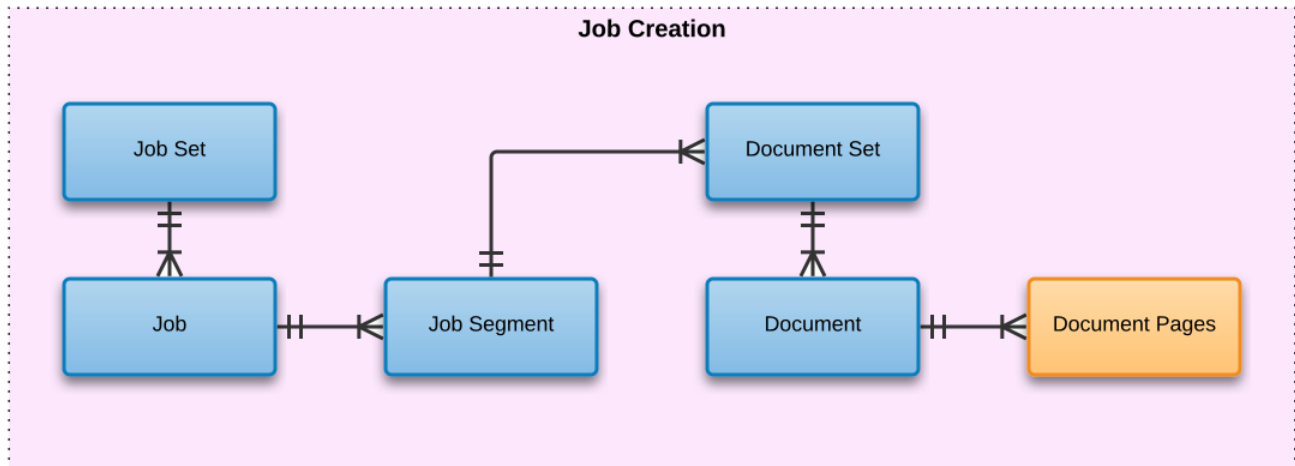 Job Creation
Job Set
Document Set
Job
Job Segment
Document
Document Pages